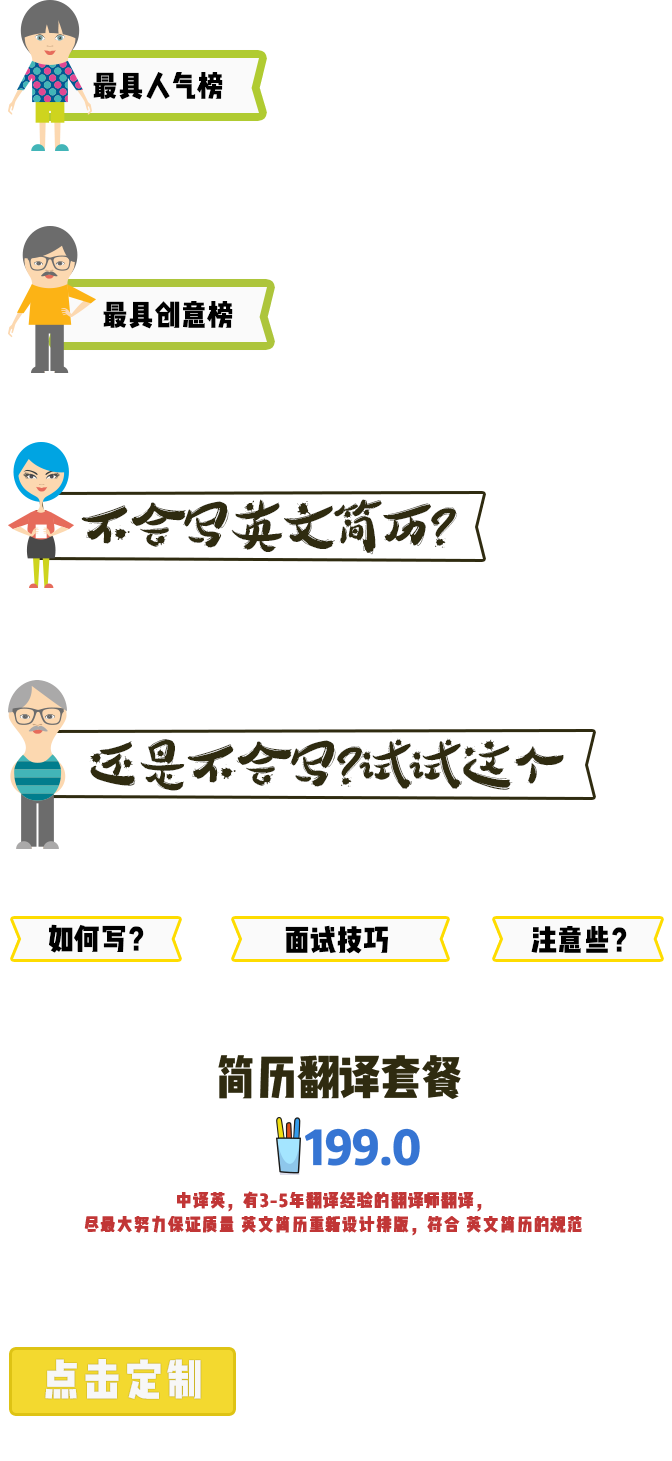 最具人气榜
最具创意榜
不会写英文简历?
还是不会写?试试这个
如何写?
面试技巧
注意些?
简历翻译套餐
199.0
中译英，有3-5年翻译经验的翻译师翻译，
尽最大努力保证质量 英文简历重新设计排版，符合 英文简历的规范
点击定制